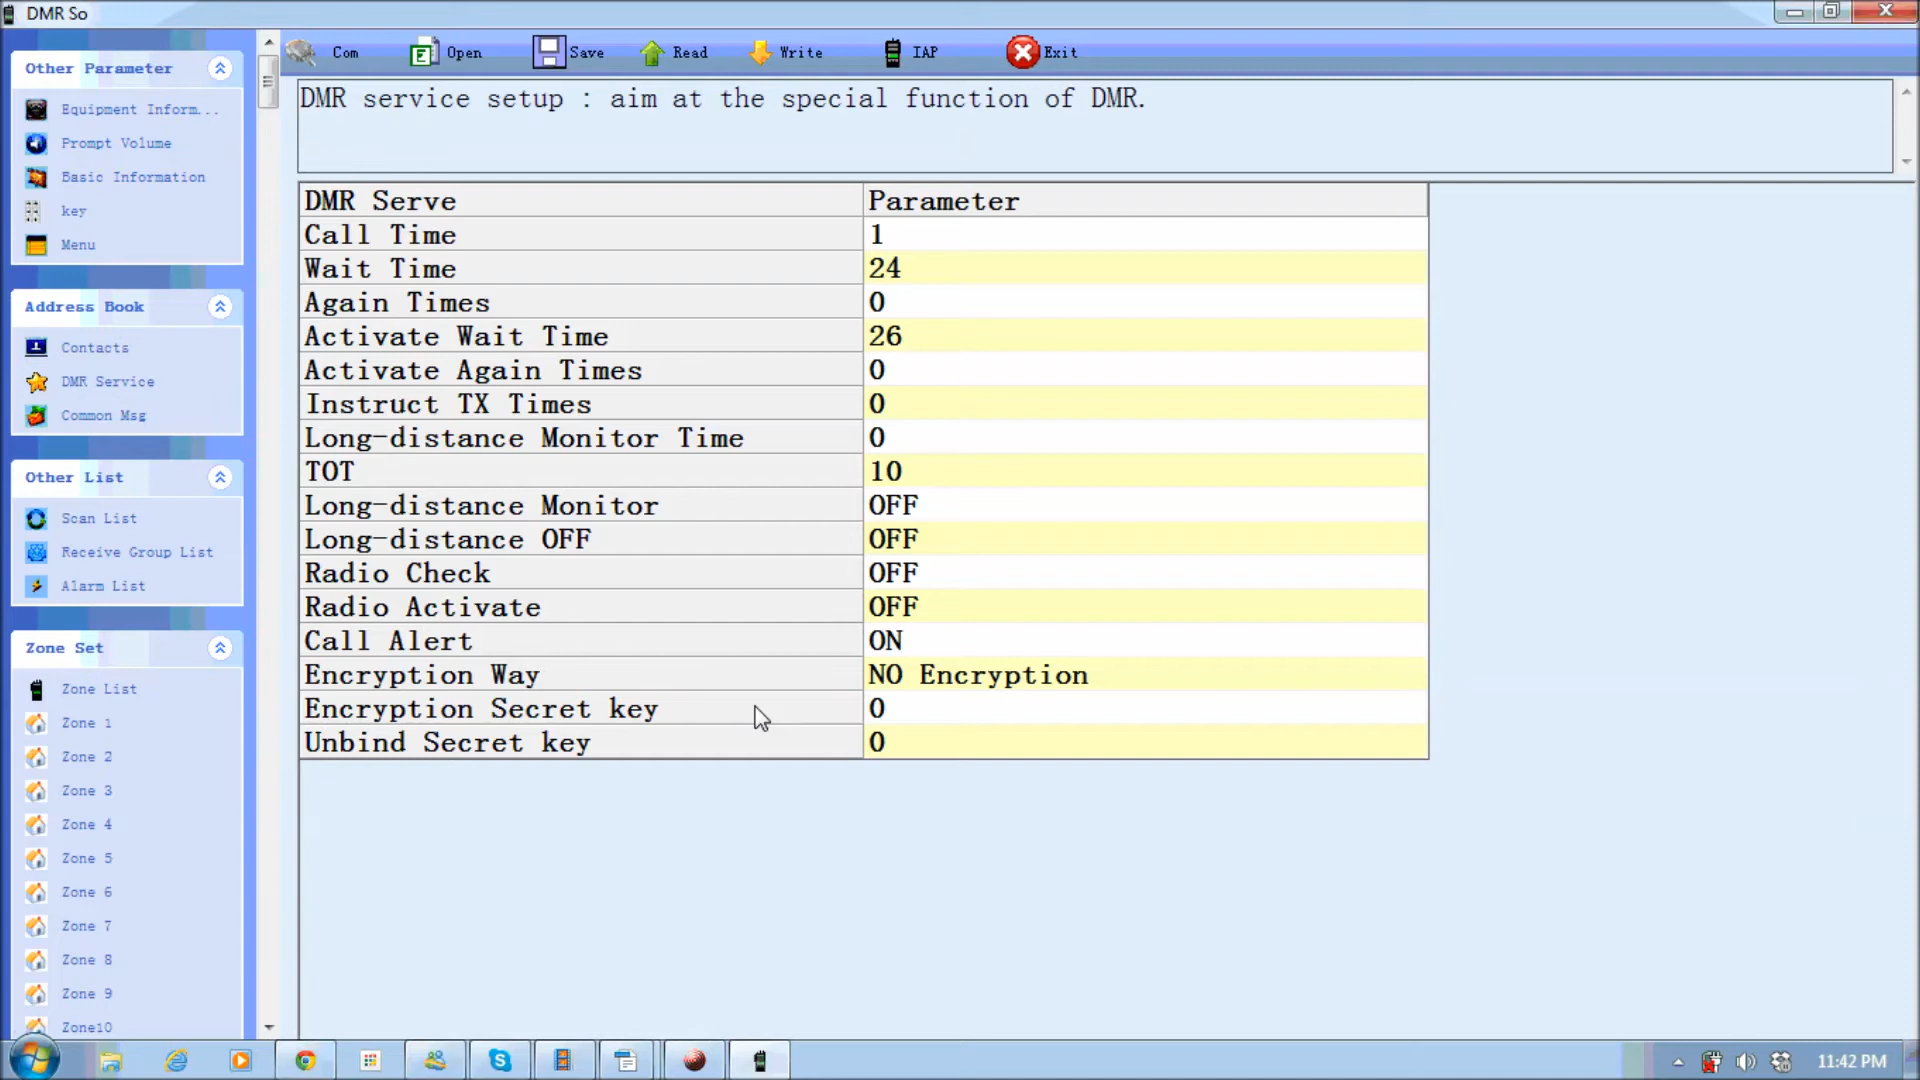 DMR So
Com Open Save Read Write IAP Exit
Other Parameter
Equipment Inform...
Prompt Volume
Basic Information
key
Menu
Address Book
Contacts
DMR Service
Common Msg
Other List
Scan List
Receive Group List
Alarm List
Zone Set
Zone List
Zone 1
Zone 2
Zone 3
Zone 4
Zone 5
Zone 6
Zone 7
Zone 8
Zone 9
Zone10
DMR service setup : aim at the special function of DMR.
DMR Serve Parameter
Call Time 1
Wait Time 24
Again Times 0
Activate Wait Time 26
Activate Again Times 0
Instruct TX Times 0
Long-distance Monitor Time 0
TOT 10
Long-distance Monitor OFF
Long-distance OFF OFF
Radio Check OFF
Radio Activate OFF
Call Alert ON
Encryption Way NO Encryption
Encryption Secret key 0
Unbind Secret key 0
11:42 PM